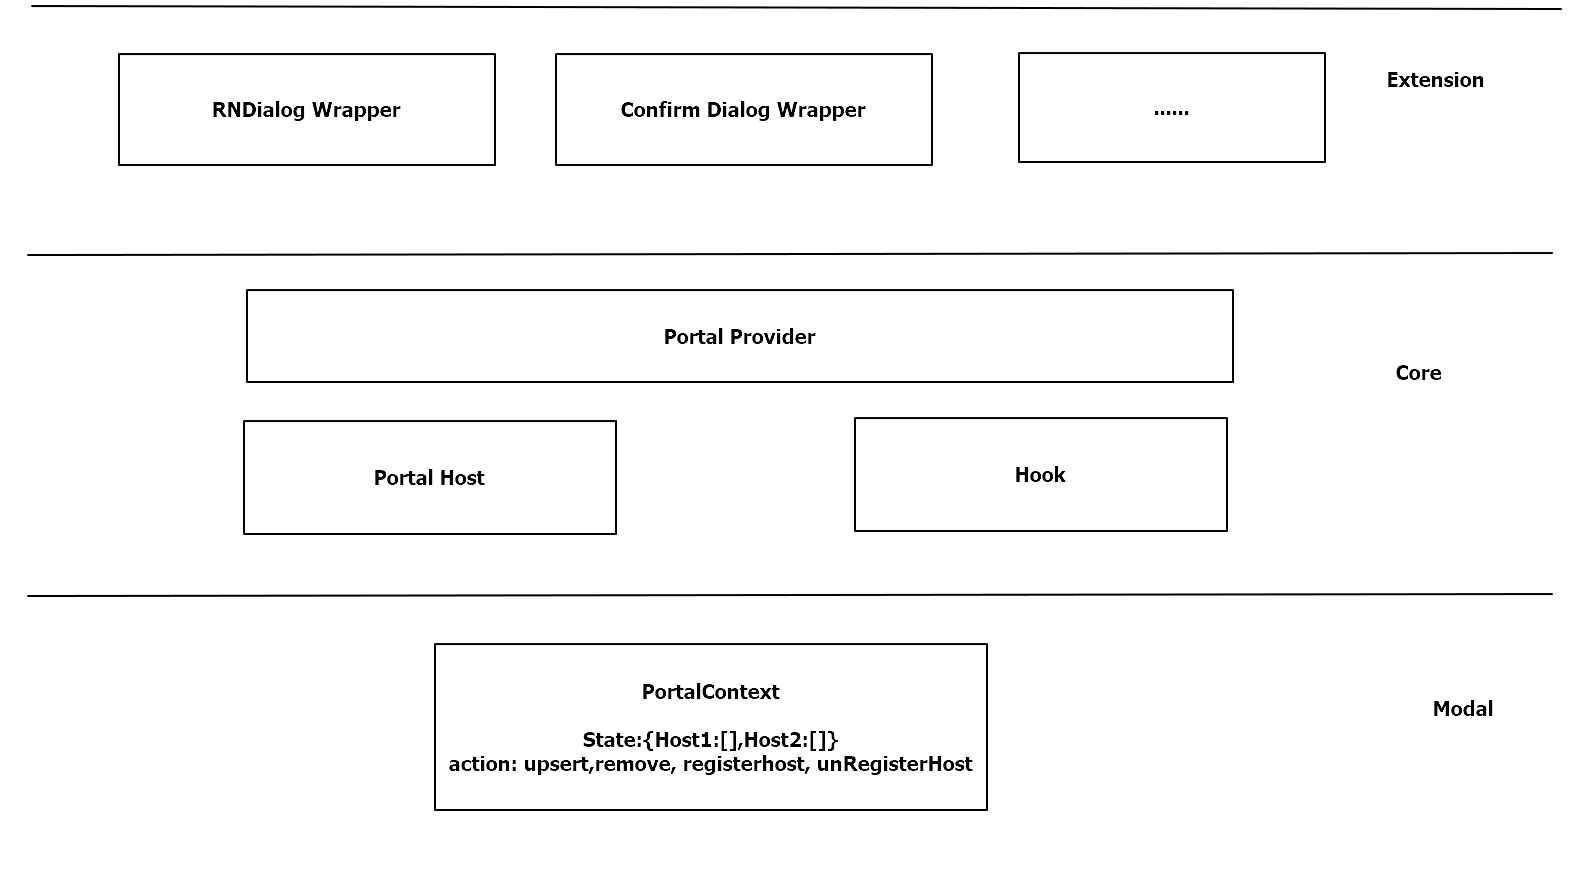 RNDialog Wrapper
Confirm Dialog Wrapper
......
Extension
Portal Provider
Core
Portal Host
Hook
PortalContext
State:{Host1:[],Host2:[]}
action: upsert,remove, registerhost, unRegisterHost
Modal